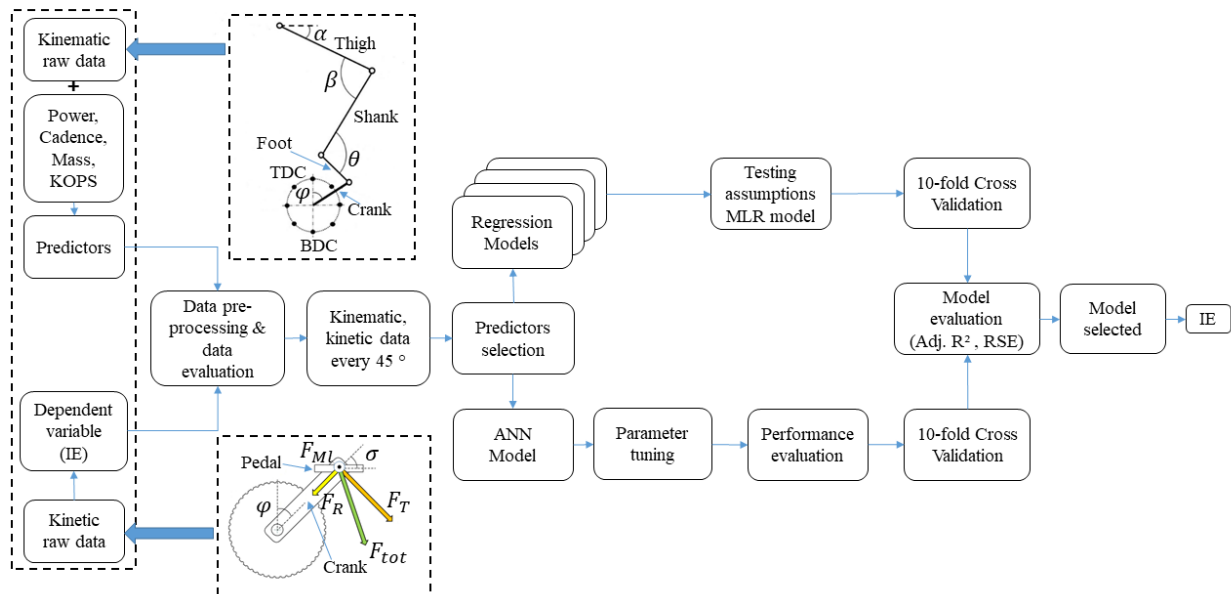 Kinematic
raw data
+
Power,
Cadence,
Mass,
KOPS
Predictors
Dependent
variable
(IE)
Kinetic
raw data
α
Thigh
β
Shank
Foot
θ
TDC
φ
Crank
BDC
Data pre-
processing &
data
evaluation
Kinematic,
kinetic data
every 45 °
Pedal
F_Ml
σ
F_R
F_T
φ
F_tot
Crank
Predictors
selection
Regression
Models
Testing
assumptions
MLR model
10-fold Cross
Validation
ANN
Model
Parameter
tuning
Performance
evaluation
10-fold Cross
Validation
Model
evaluation
(Adj. R² , RSE)
Model
selected
IE